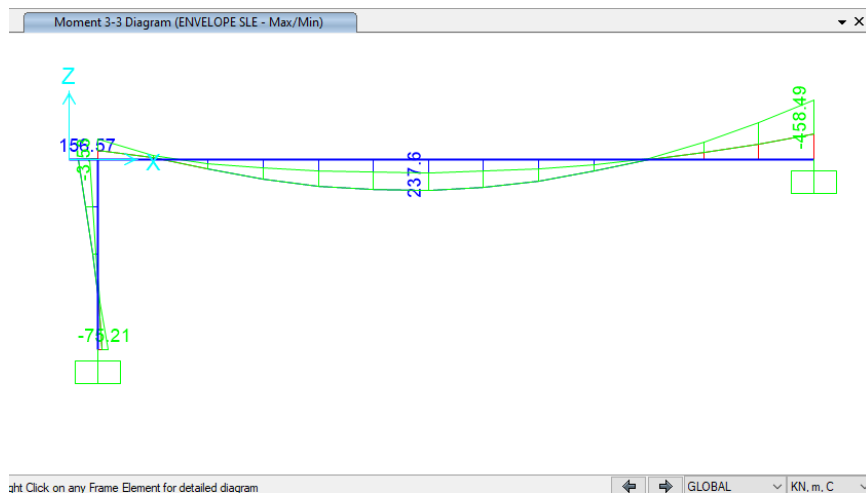 Moment 3-3 Diagram (ENVELOPE SLE - Max/Min)
Z
X
156.57
237.6
-458.49
-75.21
ght Click on any Frame Element for detailed diagram
GLOBAL
KN, m, C